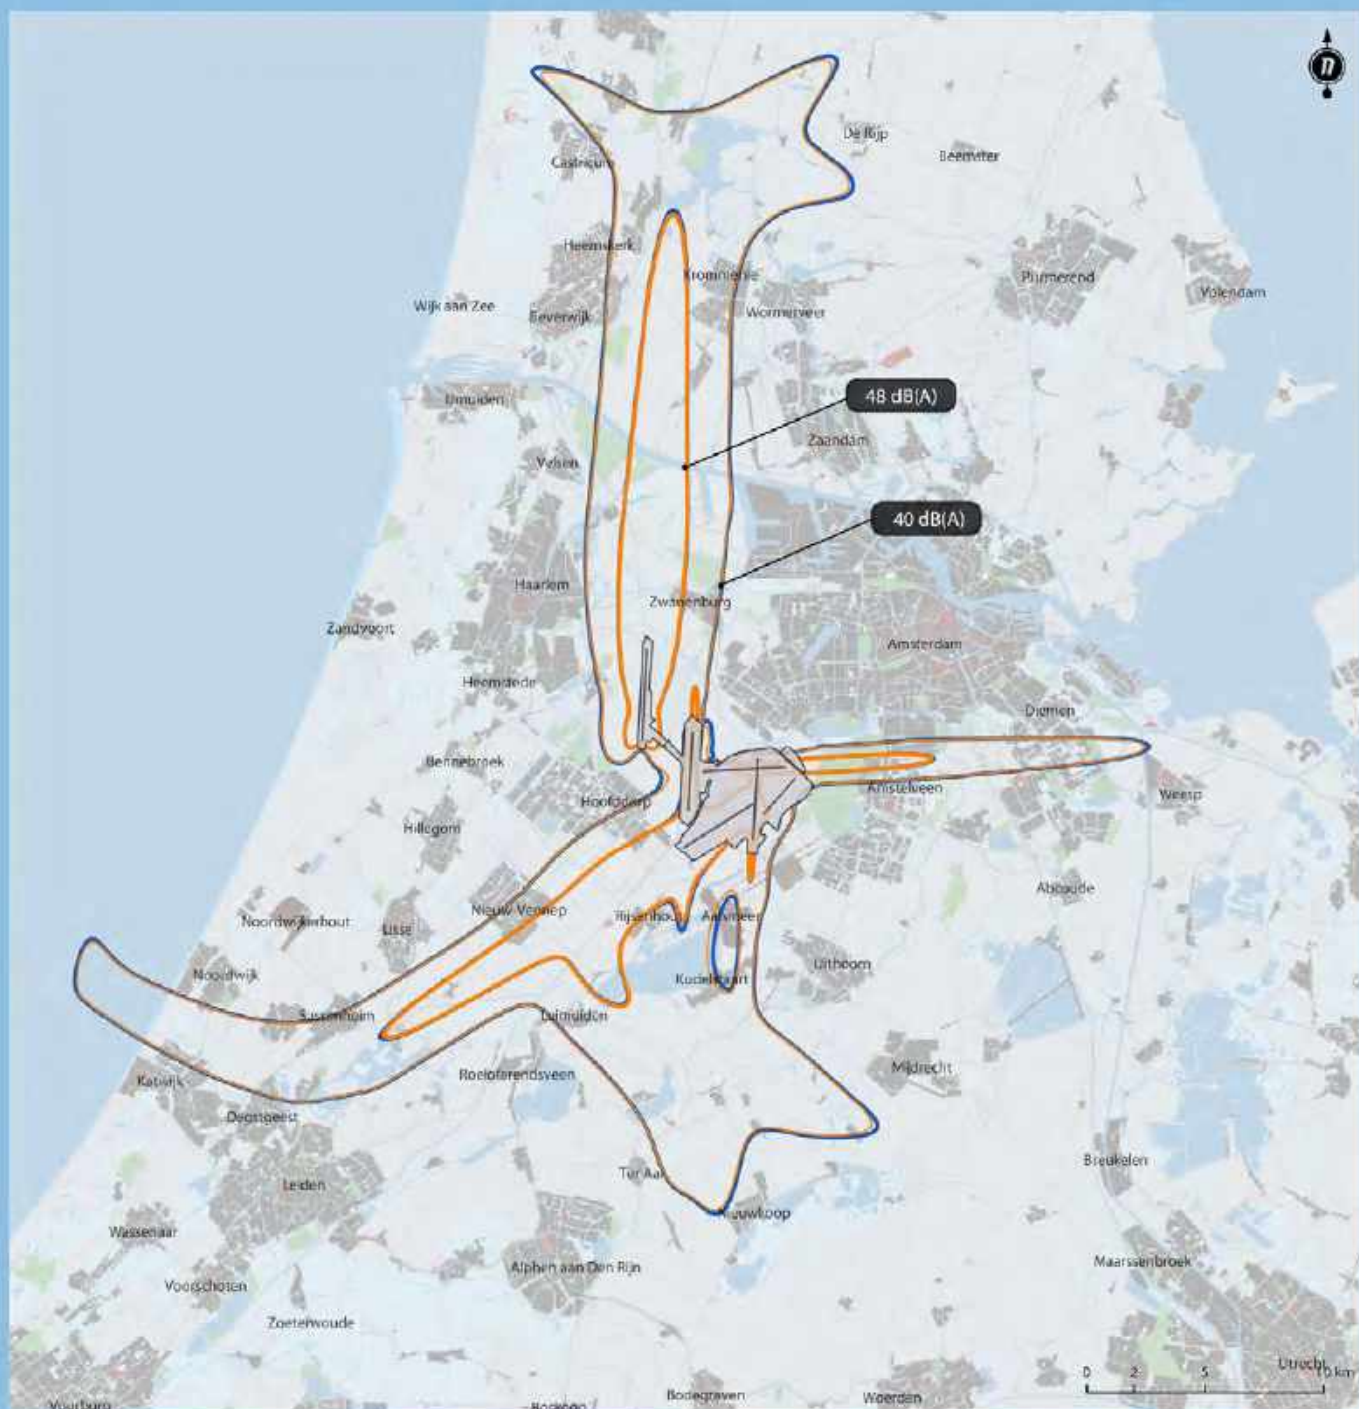 n
De Rijp
Beemster
Castricum
Heemskerk
Krommenie
Purmerend
Volendam
Wijk aan Zee
Beverwijk
Wormerveer
48 dB(A)
IJmuiden
Zaandam
Velsen
40 dB(A)
Haarlem
Zwanenburg
Zandvoort
Amsterdam
Heemstede
Diemen
Bennebroek
Amstelveen
Weesp
Hoofddorp
Hillegom
Abcoude
Nieuw-Vennep
Rijsenhout
Aalsmeer
Noordwijkerhout
Lisse
Uithoorn
Noordwijk
Kudelstaart
Sassenheim
Leimuiden
Mijdrecht
Roelofarendsveen
Katwijk
Oegstgeest
Breukelen
Ter Aar
Leiden
Nieuwkoop
Wassenaar
Maarssenbroek
Alphen aan Den Rijn
Voorschoten
Zoeterwoude
Utrecht
0 2 5 10 km
Bodegraven
Woerden
Voorburg